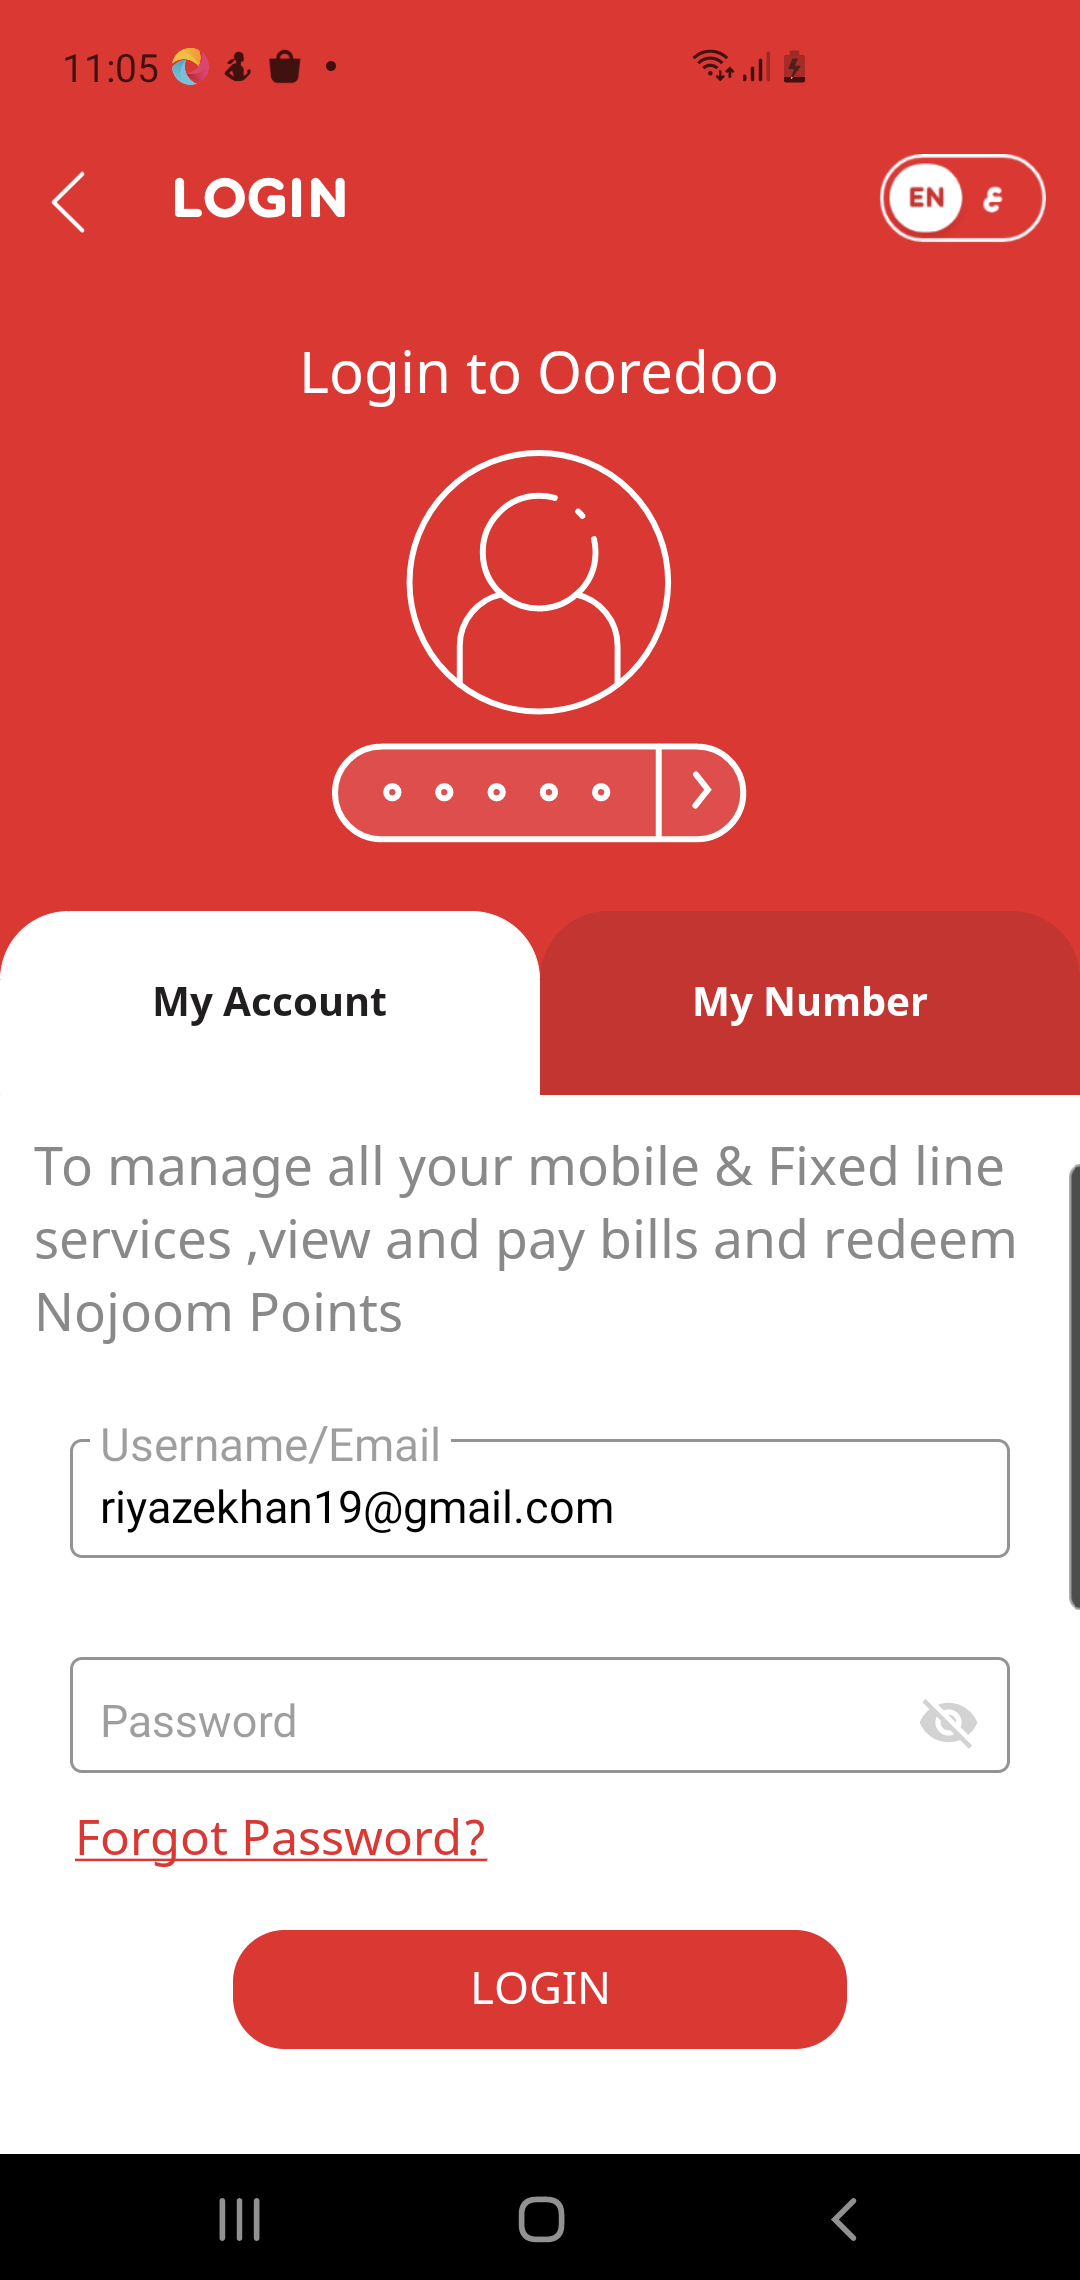 11:05
LOGIN
EN ع
Login to Ooredoo
My Account
My Number
To manage all your mobile & Fixed line
services ,view and pay bills and redeem
Nojoom Points
Username/Email
riyazekhan19@gmail.com
Password
Forgot Password?
LOGIN